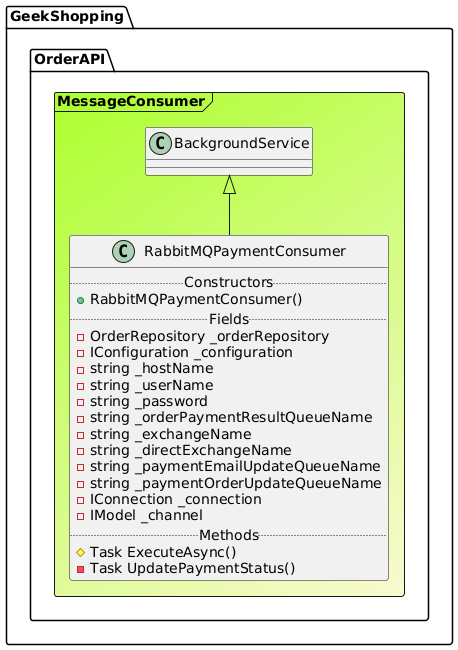 GeekShopping
OrderAPI
MessageConsumer
C BackgroundService
C RabbitMQPaymentConsumer
Constructors
RabbitMQPaymentConsumer()
Fields
OrderRepository _orderRepository
IConfiguration _configuration
string _hostName
string _userName
string _password
string _orderPaymentResultQueueName
string _exchangeName
string _directExchangeName
string _paymentEmailUpdateQueueName
string _paymentOrderUpdateQueueName
IConnection _connection
IModel _channel
Methods
Task ExecuteAsync()
Task UpdatePaymentStatus()